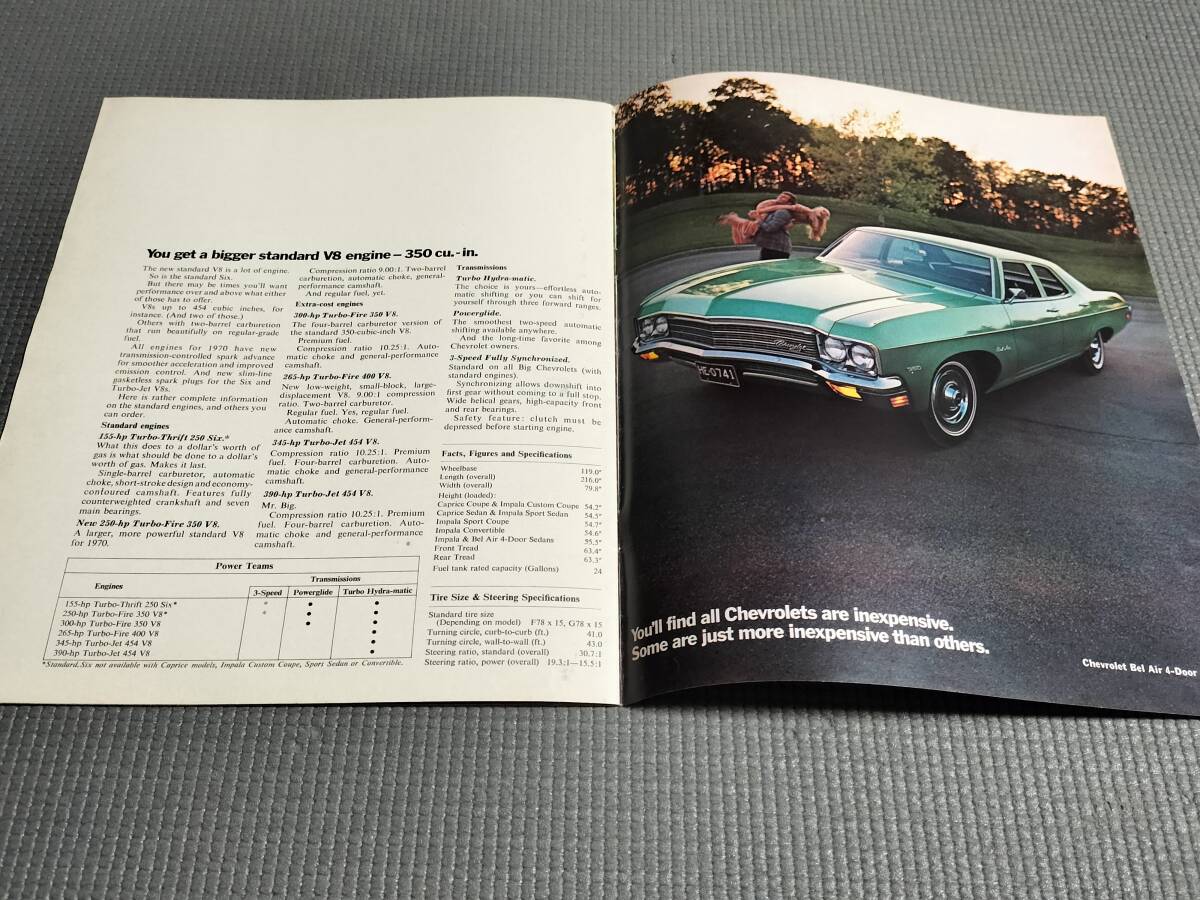 You get a bigger standard V8 engine – 350 cu.-in.
The new standard V8 is a lot of engine.
So is the standard Six.
But there may be times you'll want
performance over and above what either
of those has to offer.
V8s up to 454 cubic inches, for
instance. (And two of those.)
Others with two-barrel carburetion
that run beautifully on regular-grade
fuel.
All engines for 1970 have new
transmission-controlled spark advance
for smoother acceleration and improved
emission control. And new slim-line
gasketless spark plugs for the Six and
Turbo-Jet V8s.
Here is rather complete information
on the standard engines, and others you
can order.
Standard engines
155-hp Turbo-Thrift 250 Six.*
What this does to a dollar's worth of
gas is what should be done to a dollar's
worth of gas. Makes it last.
Single-barrel carburetor, automatic
choke, short-stroke design and economy-
contoured camshaft. Features fully
counterweighted crankshaft and seven
main bearings.
New 250-hp Turbo-Fire 350 V8.
A larger, more powerful standard V8
for 1970.
Compression ratio 9.00:1. Two-barrel
carburetion, automatic choke, general-
performance camshaft.
And regular fuel, yet.
Extra-cost engines
300-hp Turbo-Fire 350 V8.
The four-barrel carburetor version of
the standard 350-cubic-inch V8.
Premium fuel.
Compression ratio 10.25:1. Auto-
matic choke and general-performance
camshaft.
265-hp Turbo-Fire 400 V8.
New low-weight, small-block, large-
displacement V8. 9.00:1 compression
ratio. Two-barrel carburetor.
Regular fuel. Yes, regular fuel.
Automatic choke. General-perform-
ance camshaft.
345-hp Turbo-Jet 454 V8.
Compression ratio 10.25:1. Premium
fuel. Four-barrel carburetion. Auto-
matic choke and general-performance
camshaft.
390-hp Turbo-Jet 454 V8.
Mr. Big.
Compression ratio 10.25:1. Premium
fuel. Four-barrel carburetion. Auto-
matic choke and general-performance
camshaft.
Transmissions
Turbo Hydra-matic.
The choice is yours—effortless auto-
matic shifting or you can shift for
yourself through three forward ranges.
Powerglide.
The smoothest two-speed automatic
shifting available anywhere.
And the long-time favorite among
Chevrolet owners.
3-Speed Fully Synchronized.
Standard on all Big Chevrolets (with
standard engines).
Synchronizing allows downshift into
first gear without coming to a full stop.
Wide helical gears, high-capacity front
and rear bearings.
Safety feature: clutch must be
depressed before starting engine.
Facts, Figures and Specifications
Wheelbase 119.0"
Length (overall) 216.0"
Width (overall) 79.8"
Height (loaded):
Caprice Coupe & Impala Custom Coupe 54.2"
Caprice Sedan & Impala Sport Sedan 54.5"
Impala Sport Coupe 54.7"
Impala Convertible 54.6"
Impala & Bel Air 4-Door Sedans 55.5"
Front Tread 63.4"
Rear Tread 63.3"
Fuel tank rated capacity (Gallons) 24
Tire Size & Steering Specifications
Standard tire size
(Depending on model) F78 x 15, G78 x 15
Turning circle, curb-to-curb (ft.) 41.0
Turning circle, wall-to-wall (ft.) 43.0
Steering ratio, standard (overall) 30.7:1
Steering ratio, power (overall) 19.3:1—15.5:1
Power Teams
Engines
Transmissions
3-Speed Powerglide Turbo Hydra-matic
155-hp Turbo-Thrift 250 Six* • • •
250-hp Turbo-Fire 350 V8* • • •
300-hp Turbo-Fire 350 V8 • •
265-hp Turbo-Fire 400 V8 •
345-hp Turbo-Jet 454 V8 •
390-hp Turbo-Jet 454 V8 •
*Standard. Six not available with Caprice models, Impala Custom Coupe, Sport Sedan or Convertible.
Chevrolet
Bel Air
350
HE-0741
You'll find all Chevrolets are inexpensive.
Some are just more inexpensive than others.
Chevrolet Bel Air 4-Door